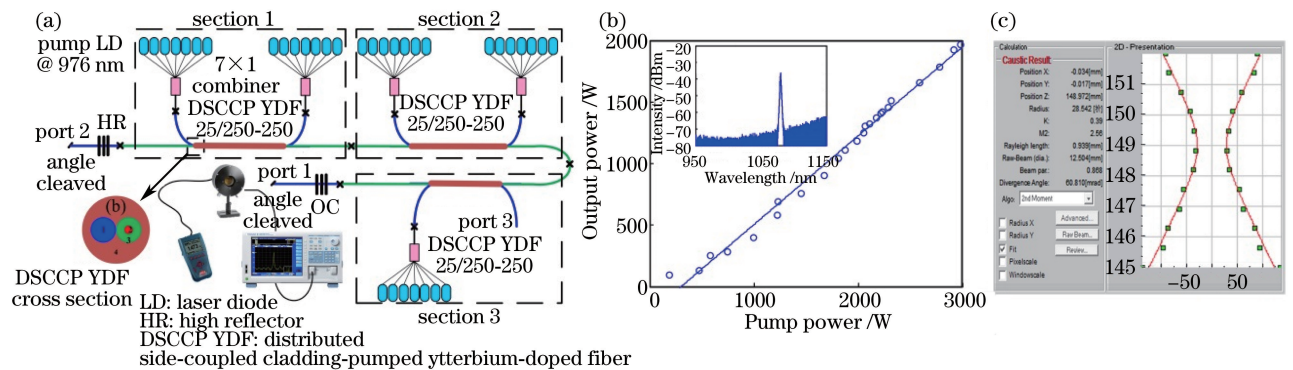 (a)
section 1
section 2
pump LD
@ 976 nm
7×1
combiner
DSCCP YDF
25/250-250
DSCCP YDF
25/250-250
port 2
HR
angle
cleaved
port 1
angle
cleaved
OC
port 3
DSCCP YDF
25/250-250
section 3
(b)
3
4
DSCCP YDF
cross section
LD: laser diode
HR: high reflector
DSCCP YDF: distributed
side-coupled cladding-pumped ytterbium-doped fiber
(b)
2000
1500
1000
500
0
0
1000
2000
3000
Output power /W
Pump power /W
-20
-30
-40
-50
-60
-70
-80
950
1050
1150
Intensity /dBm
Wavelength /nm
(c)
Calculation
Caustic Result
Position X: -0.034[mm]
Position Y: -0.017[mm]
Position Z: 148.972[mm]
Radius: 28.542
K: 0.39
M2: 2.56
Rayleigh length: 0.939[mm]
Raw-Beam (dia.): 12.504[mm]
Beam par.: 0.868
Divergence Angle: 60.810[mrad]
Algo: 2nd Moment
Radius X
Radius Y
Fit
Pixelscale
Windowscale
Advanced...
Raw Beam...
Review...
2D - Presentation
151
150
149
148
147
146
145
-50
50